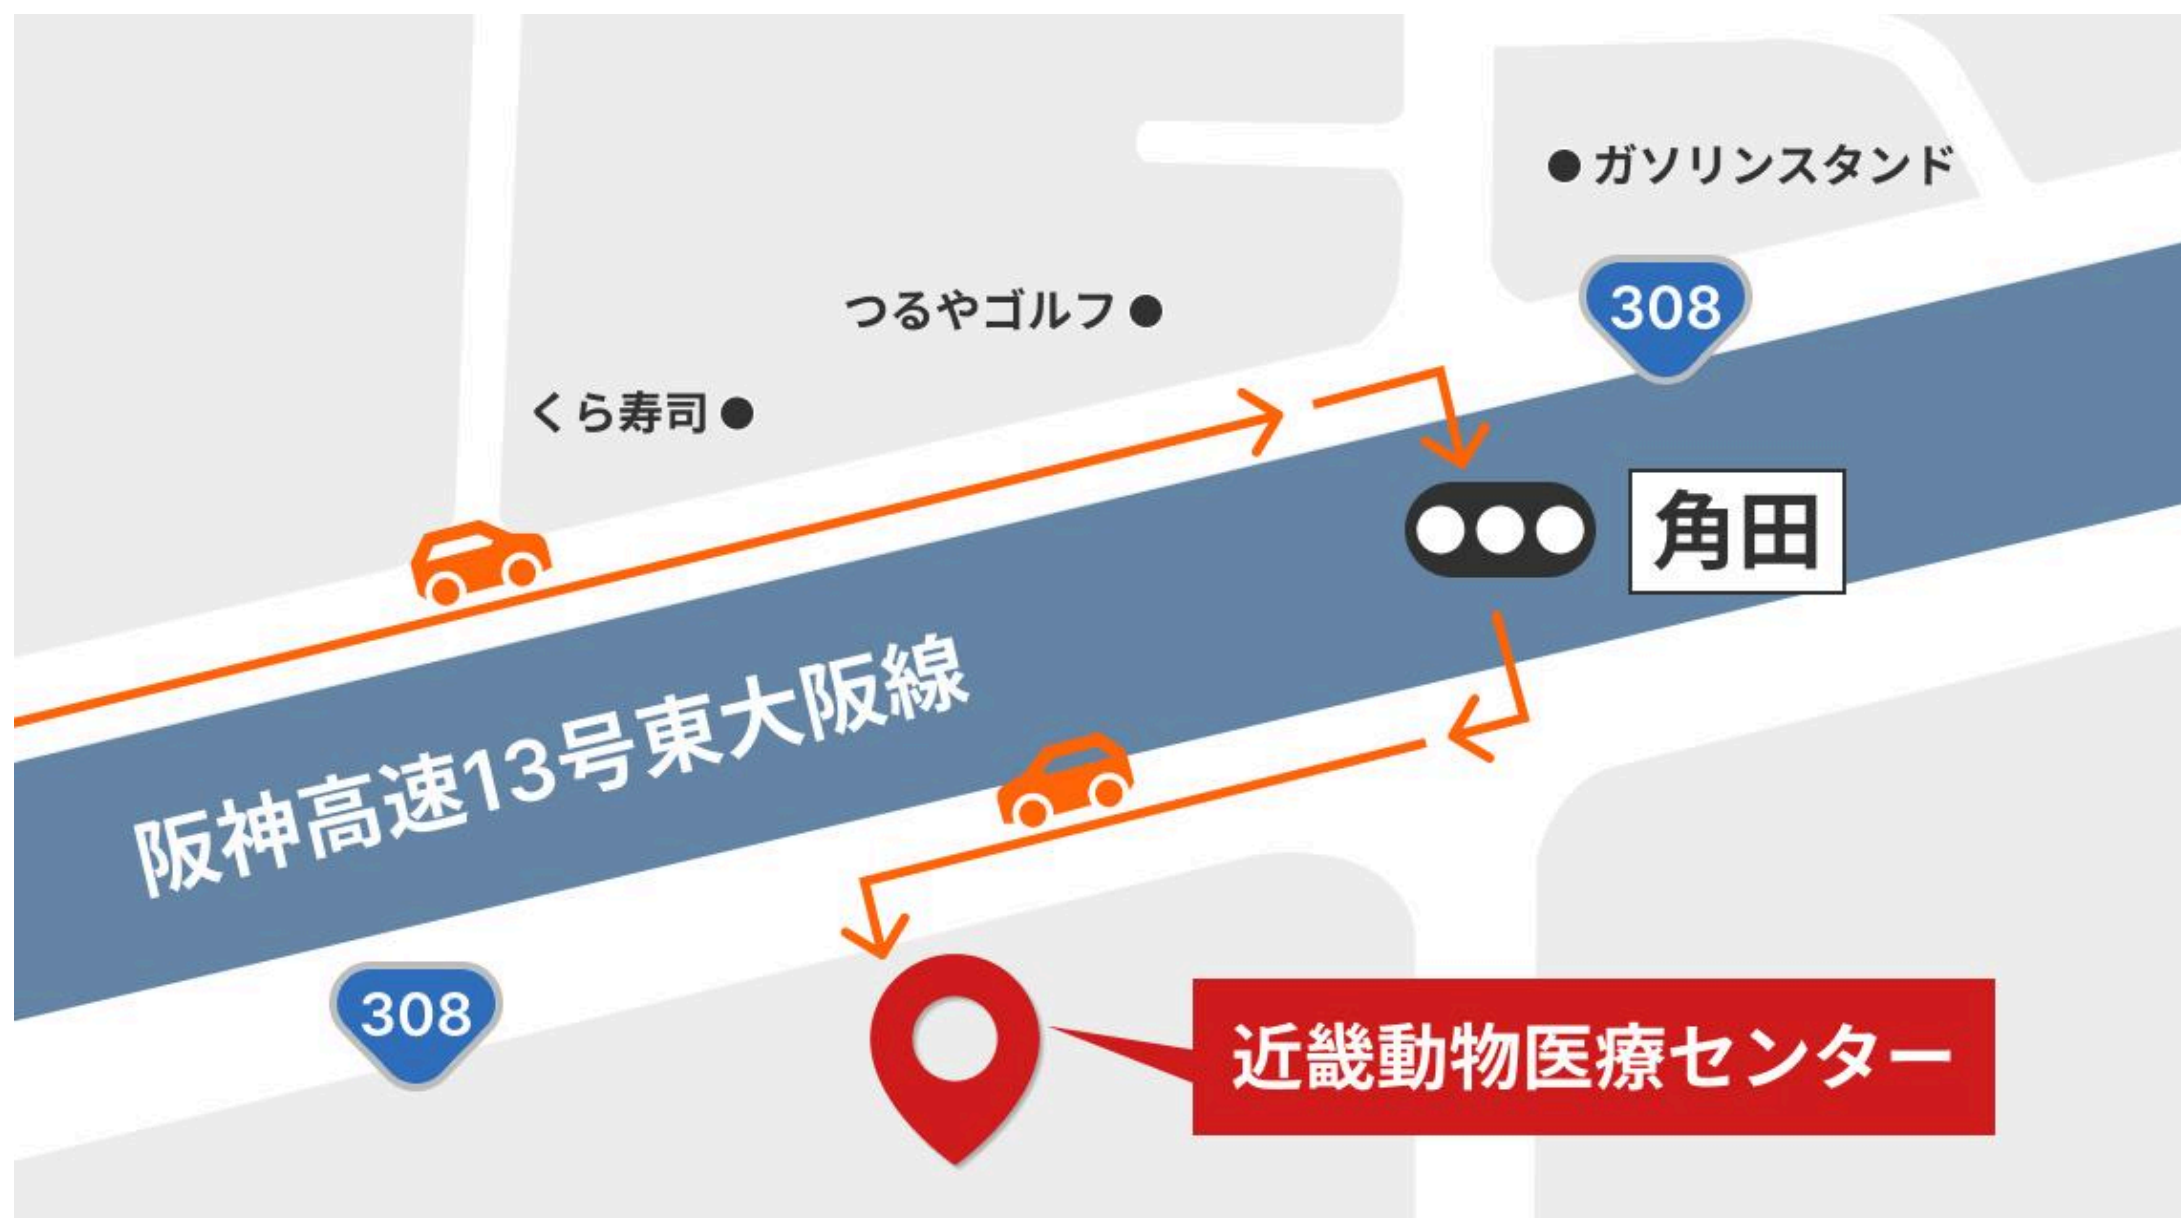 ガソリンスタンド
308
つるやゴルフ
くら寿司
角田
阪神高速13号東大阪線
308
近畿動物医療センター